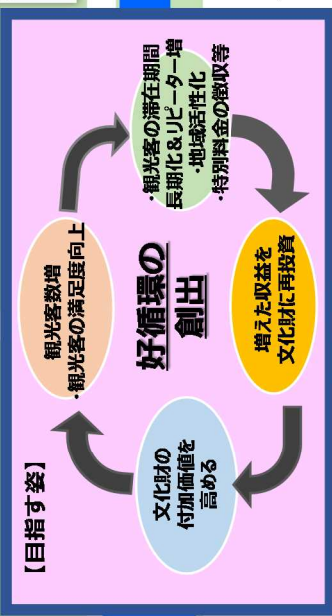 【目指す姿】
観光客数増
・観光客の満足度向上
・観光客の滞在期間
長期化＆リピーター増
・地域活性化
・特別料金の徴収等
好循環の
創出
文化財の
付加価値を
高める
増えた収益を
文化財に再投資